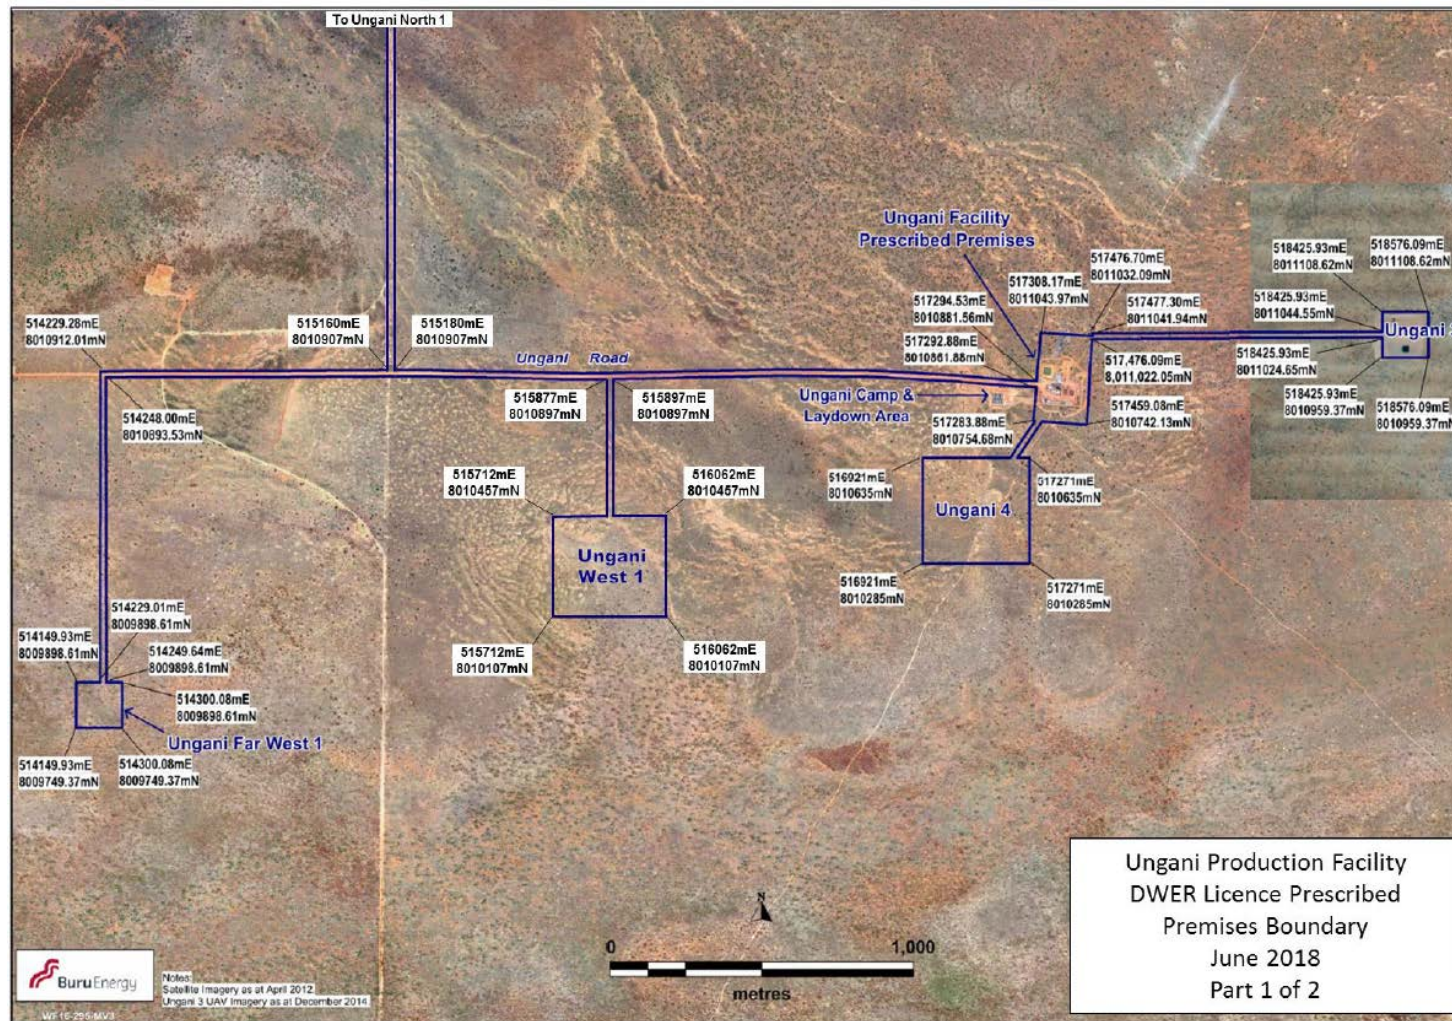 To Ungani North 1
Ungani Facility
Prescribed Premises
517476.70mE
8011032.09mN
518425.93mE
8011108.62mN
518576.09mE
8011108.62mN
517308.17mE
8011043.97mN
517294.53mE
8010881.56mN
517477.30mE
8011041.94mN
518425.93mE
8011044.55mN
514229.28mE
8010912.01mN
515160mE
8010907mN
515180mE
8010907mN
Ungani Road
517292.88mE
8010861.88mN
517,476.09mE
8,011,022.05mN
518425.93mE
8011024.65mN
Ungani
514248.00mE
8010893.53mN
515877mE
8010897mN
515897mE
8010897mN
Ungani Camp &
Laydown Area
517283.88mE
8010754.68mN
517459.08mE
8010742.13mN
518425.93mE
8010959.37mN
518576.09mE
8010959.37mN
515712mE
8010457mN
516062mE
8010457mN
516921mE
8010635mN
517271mE
8010635mN
Ungani 4
Ungani
West 1
516921mE
8010285mN
517271mE
8010285mN
514229.01mE
8009898.61mN
514149.93mE
8009898.61mN
514249.64mE
8009898.61mN
515712mE
8010107mN
516062mE
8010107mN
514300.08mE
8009898.61mN
Ungani Far West 1
514149.93mE
8009749.37mN
514300.08mE
8009749.37mN
N
0 1,000
metres
Ungani Production Facility
DWER Licence Prescribed
Premises Boundary
June 2018
Part 1 of 2
BuruEnergy
Notes:
Satellite Imagery as at April 2012.
Ungani 3 UAV Imagery as at December 2014.